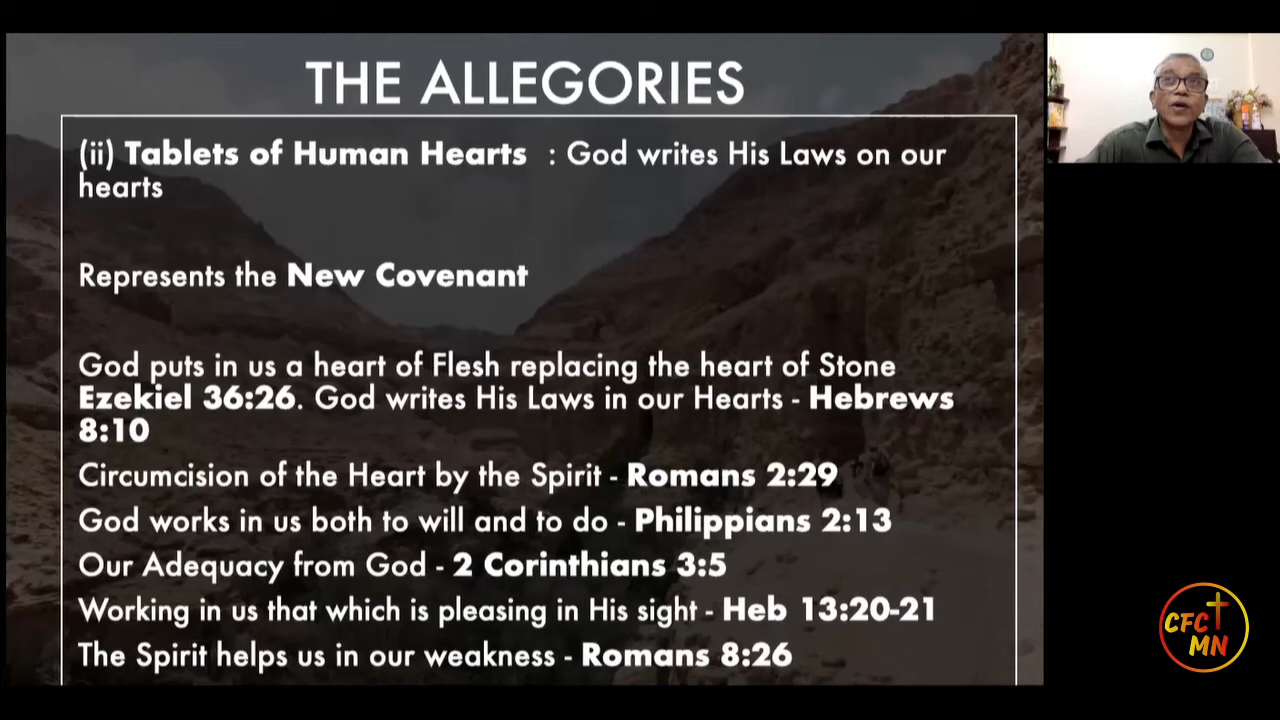 THE ALLEGORIES
(ii) Tablets of Human Hearts : God writes His Laws on our
hearts
Represents the New Covenant
God puts in us a heart of Flesh replacing the heart of Stone
Ezekiel 36:26. God writes His Laws in our Hearts - Hebrews
8:10
Circumcision of the Heart by the Spirit - Romans 2:29
God works in us both to will and to do - Philippians 2:13
Our Adequacy from God - 2 Corinthians 3:5
Working in us that which is pleasing in His sight - Heb 13:20-21
The Spirit helps us in our weakness - Romans 8:26
CFC
MN